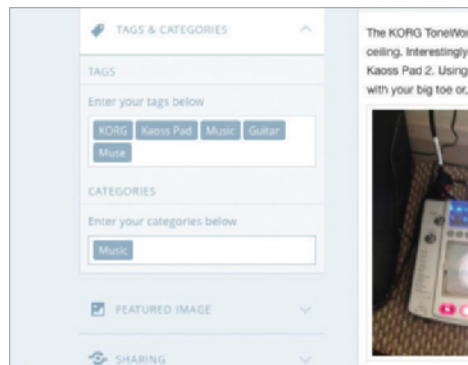 TAGS & CATEGORIES
TAGS
Enter your tags below
KORG Kaoss Pad Music Guitar
Muse
CATEGORIES
Enter your categories below
Music
FEATURED IMAGE
SHARING
The KORG ToneWor
ceiling. Interestingly
Kaoss Pad 2. Using
with your big toe or,